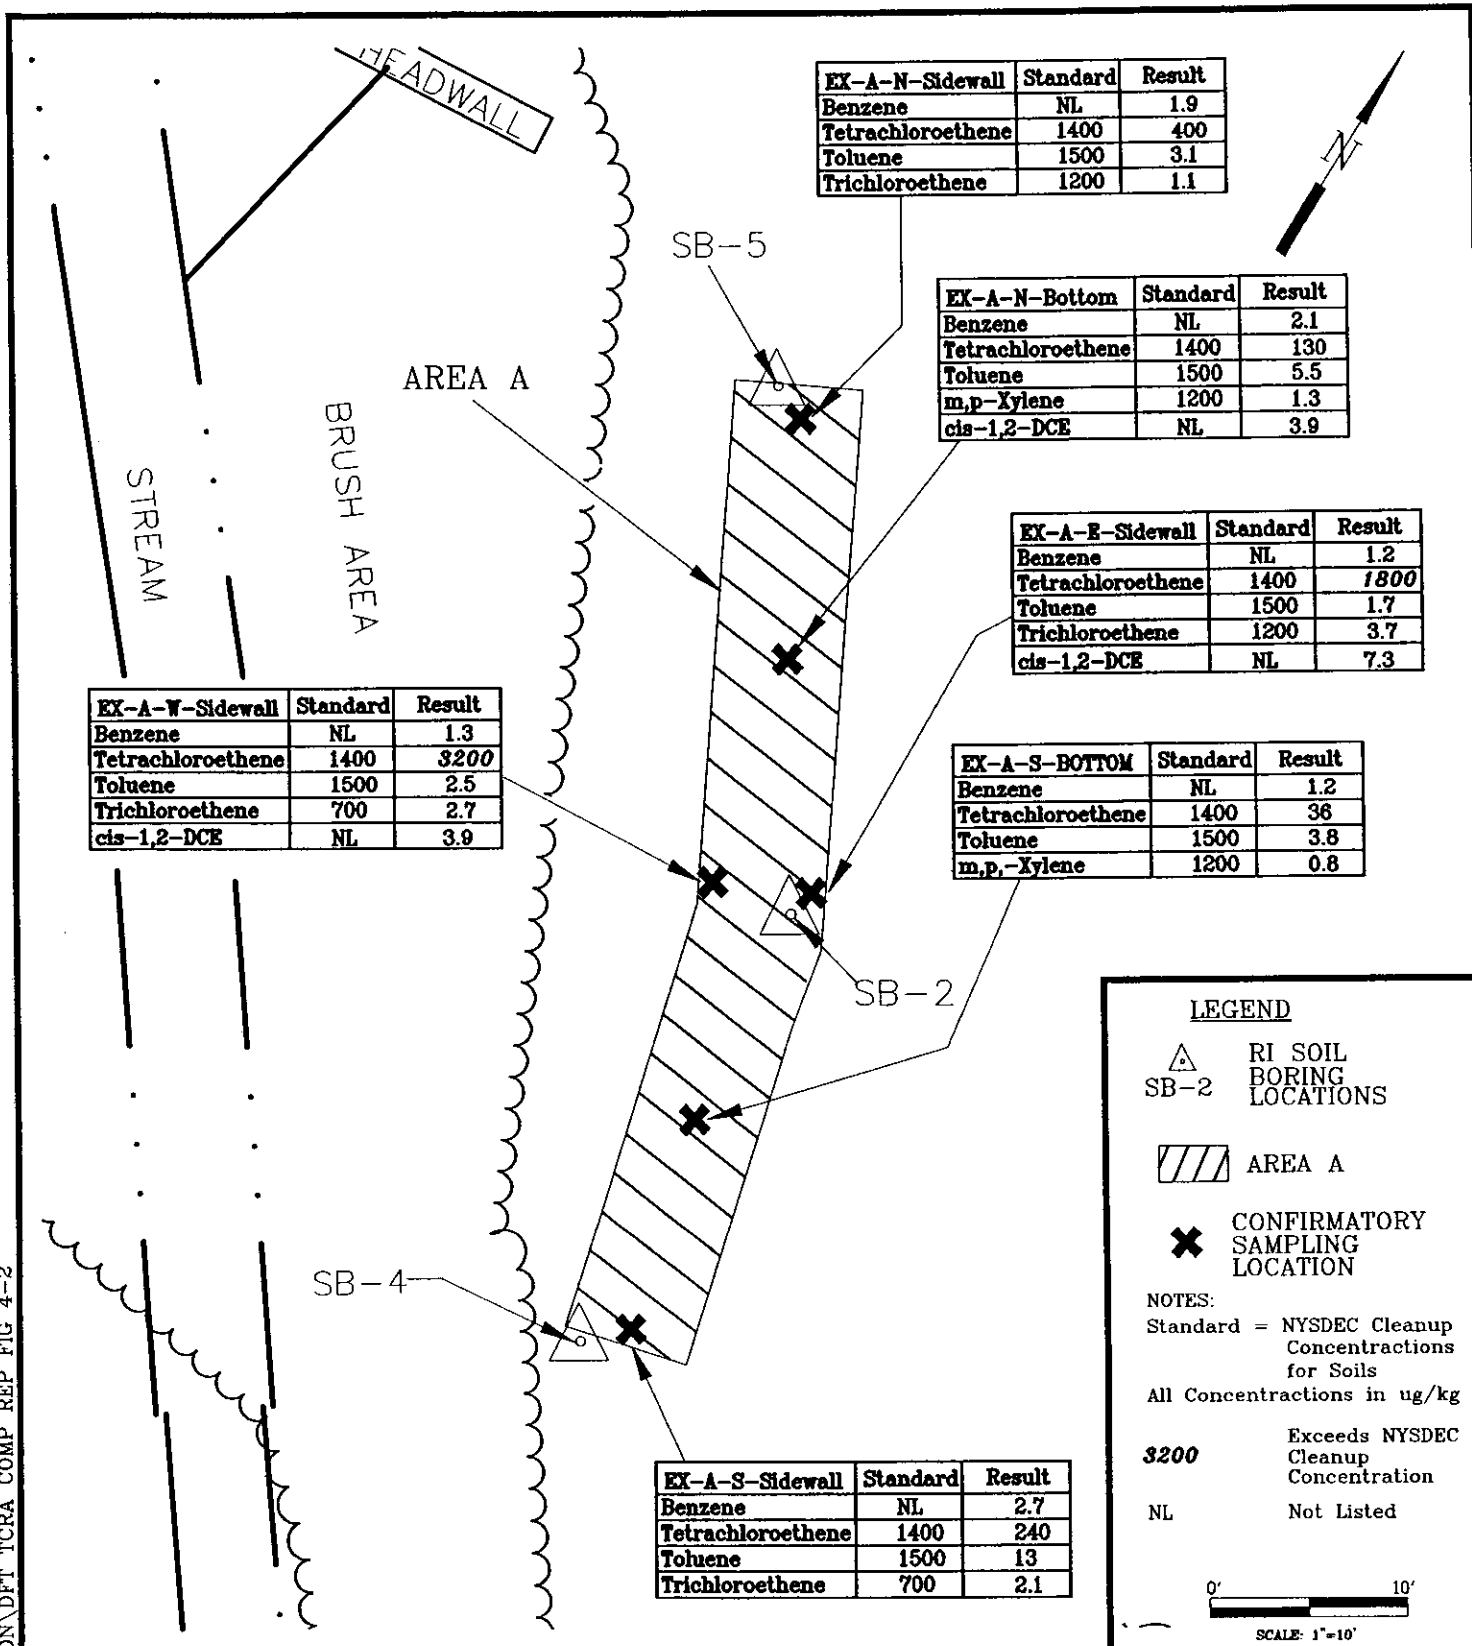 HEADWALL
EX-A-N-Sidewall Standard Result
Benzene NL 1.9
Tetrachloroethene 1400 400
Toluene 1500 3.1
Trichloroethene 1200 1.1
N
SB-5
EX-A-N-Bottom Standard Result
Benzene NL 2.1
Tetrachloroethene 1400 130
Toluene 1500 5.5
m,p-Xylene 1200 1.3
cis-1,2-DCE NL 3.9
AREA A
BRUSH AREA
STREAM
EX-A-E-Sidewall Standard Result
Benzene NL 1.2
Tetrachloroethene 1400 1800
Toluene 1500 1.7
Trichloroethene 1200 3.7
cis-1,2-DCE NL 7.3
EX-A-W-Sidewall Standard Result
Benzene NL 1.3
Tetrachloroethene 1400 3200
Toluene 1500 2.5
Trichloroethene 700 2.7
cis-1,2-DCE NL 3.9
EX-A-S-BOTTOM Standard Result
Benzene NL 1.2
Tetrachloroethene 1400 36
Toluene 1500 3.8
m,p,-Xylene 1200 0.8
SB-2
SB-4
EX-A-S-Sidewall Standard Result
Benzene NL 2.7
Tetrachloroethene 1400 240
Toluene 1500 13
Trichloroethene 700 2.1
LEGEND
SB-2
RI SOIL
BORING
LOCATIONS
AREA A
CONFIRMATORY
SAMPLING
LOCATION
NOTES:
Standard = NYSDEC Cleanup
Concentractions
for Soils
All Concentractions in ug/kg
3200
Exceeds NYSDEC
Cleanup
Concentration
NL Not Listed
0' 10'
SCALE: 1"=10'
ON\DFT TCRA COMP REP FIG 4-2